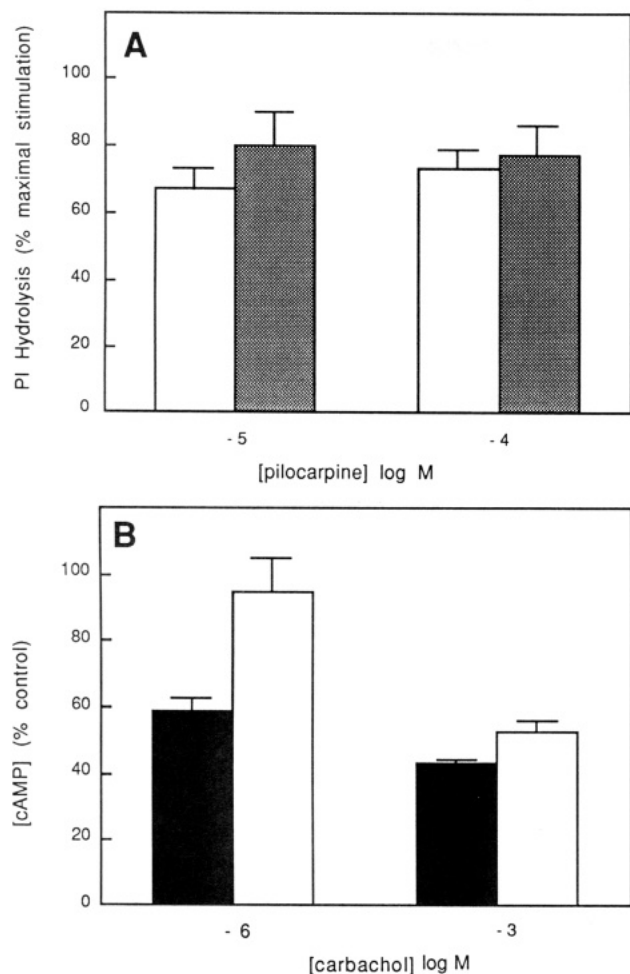 A
PI Hydrolysis (% maximal stimulation)
100
80
60
40
20
0
- 5
- 4
[pilocarpine] log M
B
[cAMP] (% control)
100
80
60
40
20
0
- 6
- 3
[carbachol] log M